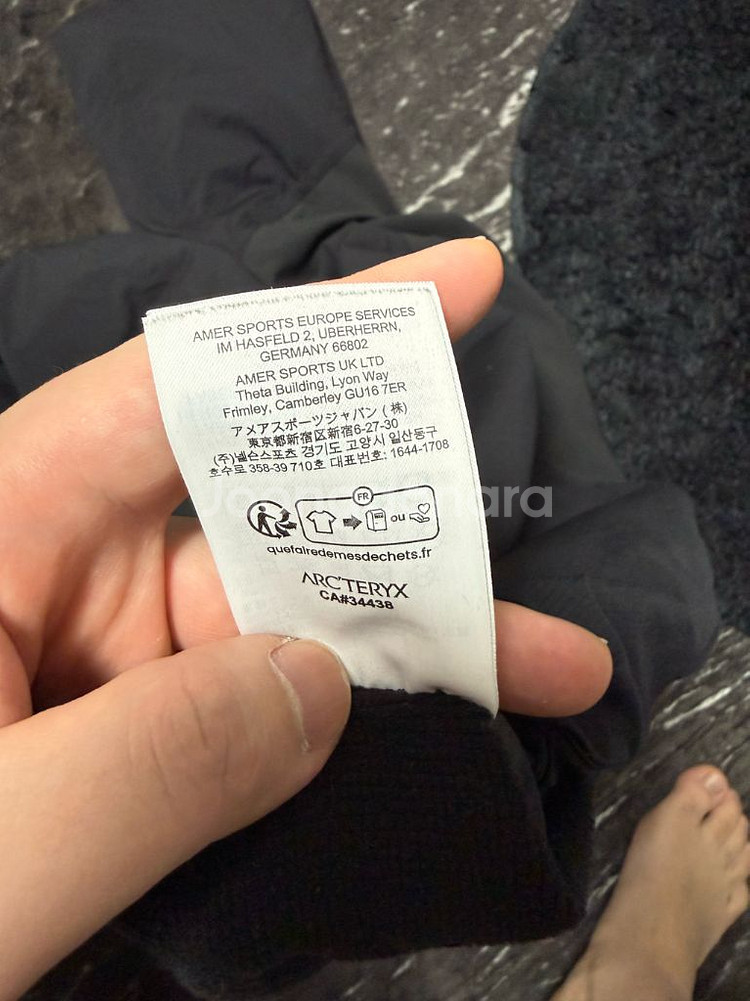 AMER SPORTS EUROPE SERVICES
IM HASFELD 2, UBERHERRN,
GERMANY 66802
AMER SPORTS UK LTD
Theta Building, Lyon Way
Frimley, Camberley GU16 7ER
アメアスポーツジャパン (株)
東京都新宿区新宿6-27-30
(주)넬슨스포츠 경기도 고양시 일산동구
호수로 358-39 710호 대표번호: 1644-1708
FR
ou
quefairedemesdechets.fr
ARC'TERYX
CA#34438